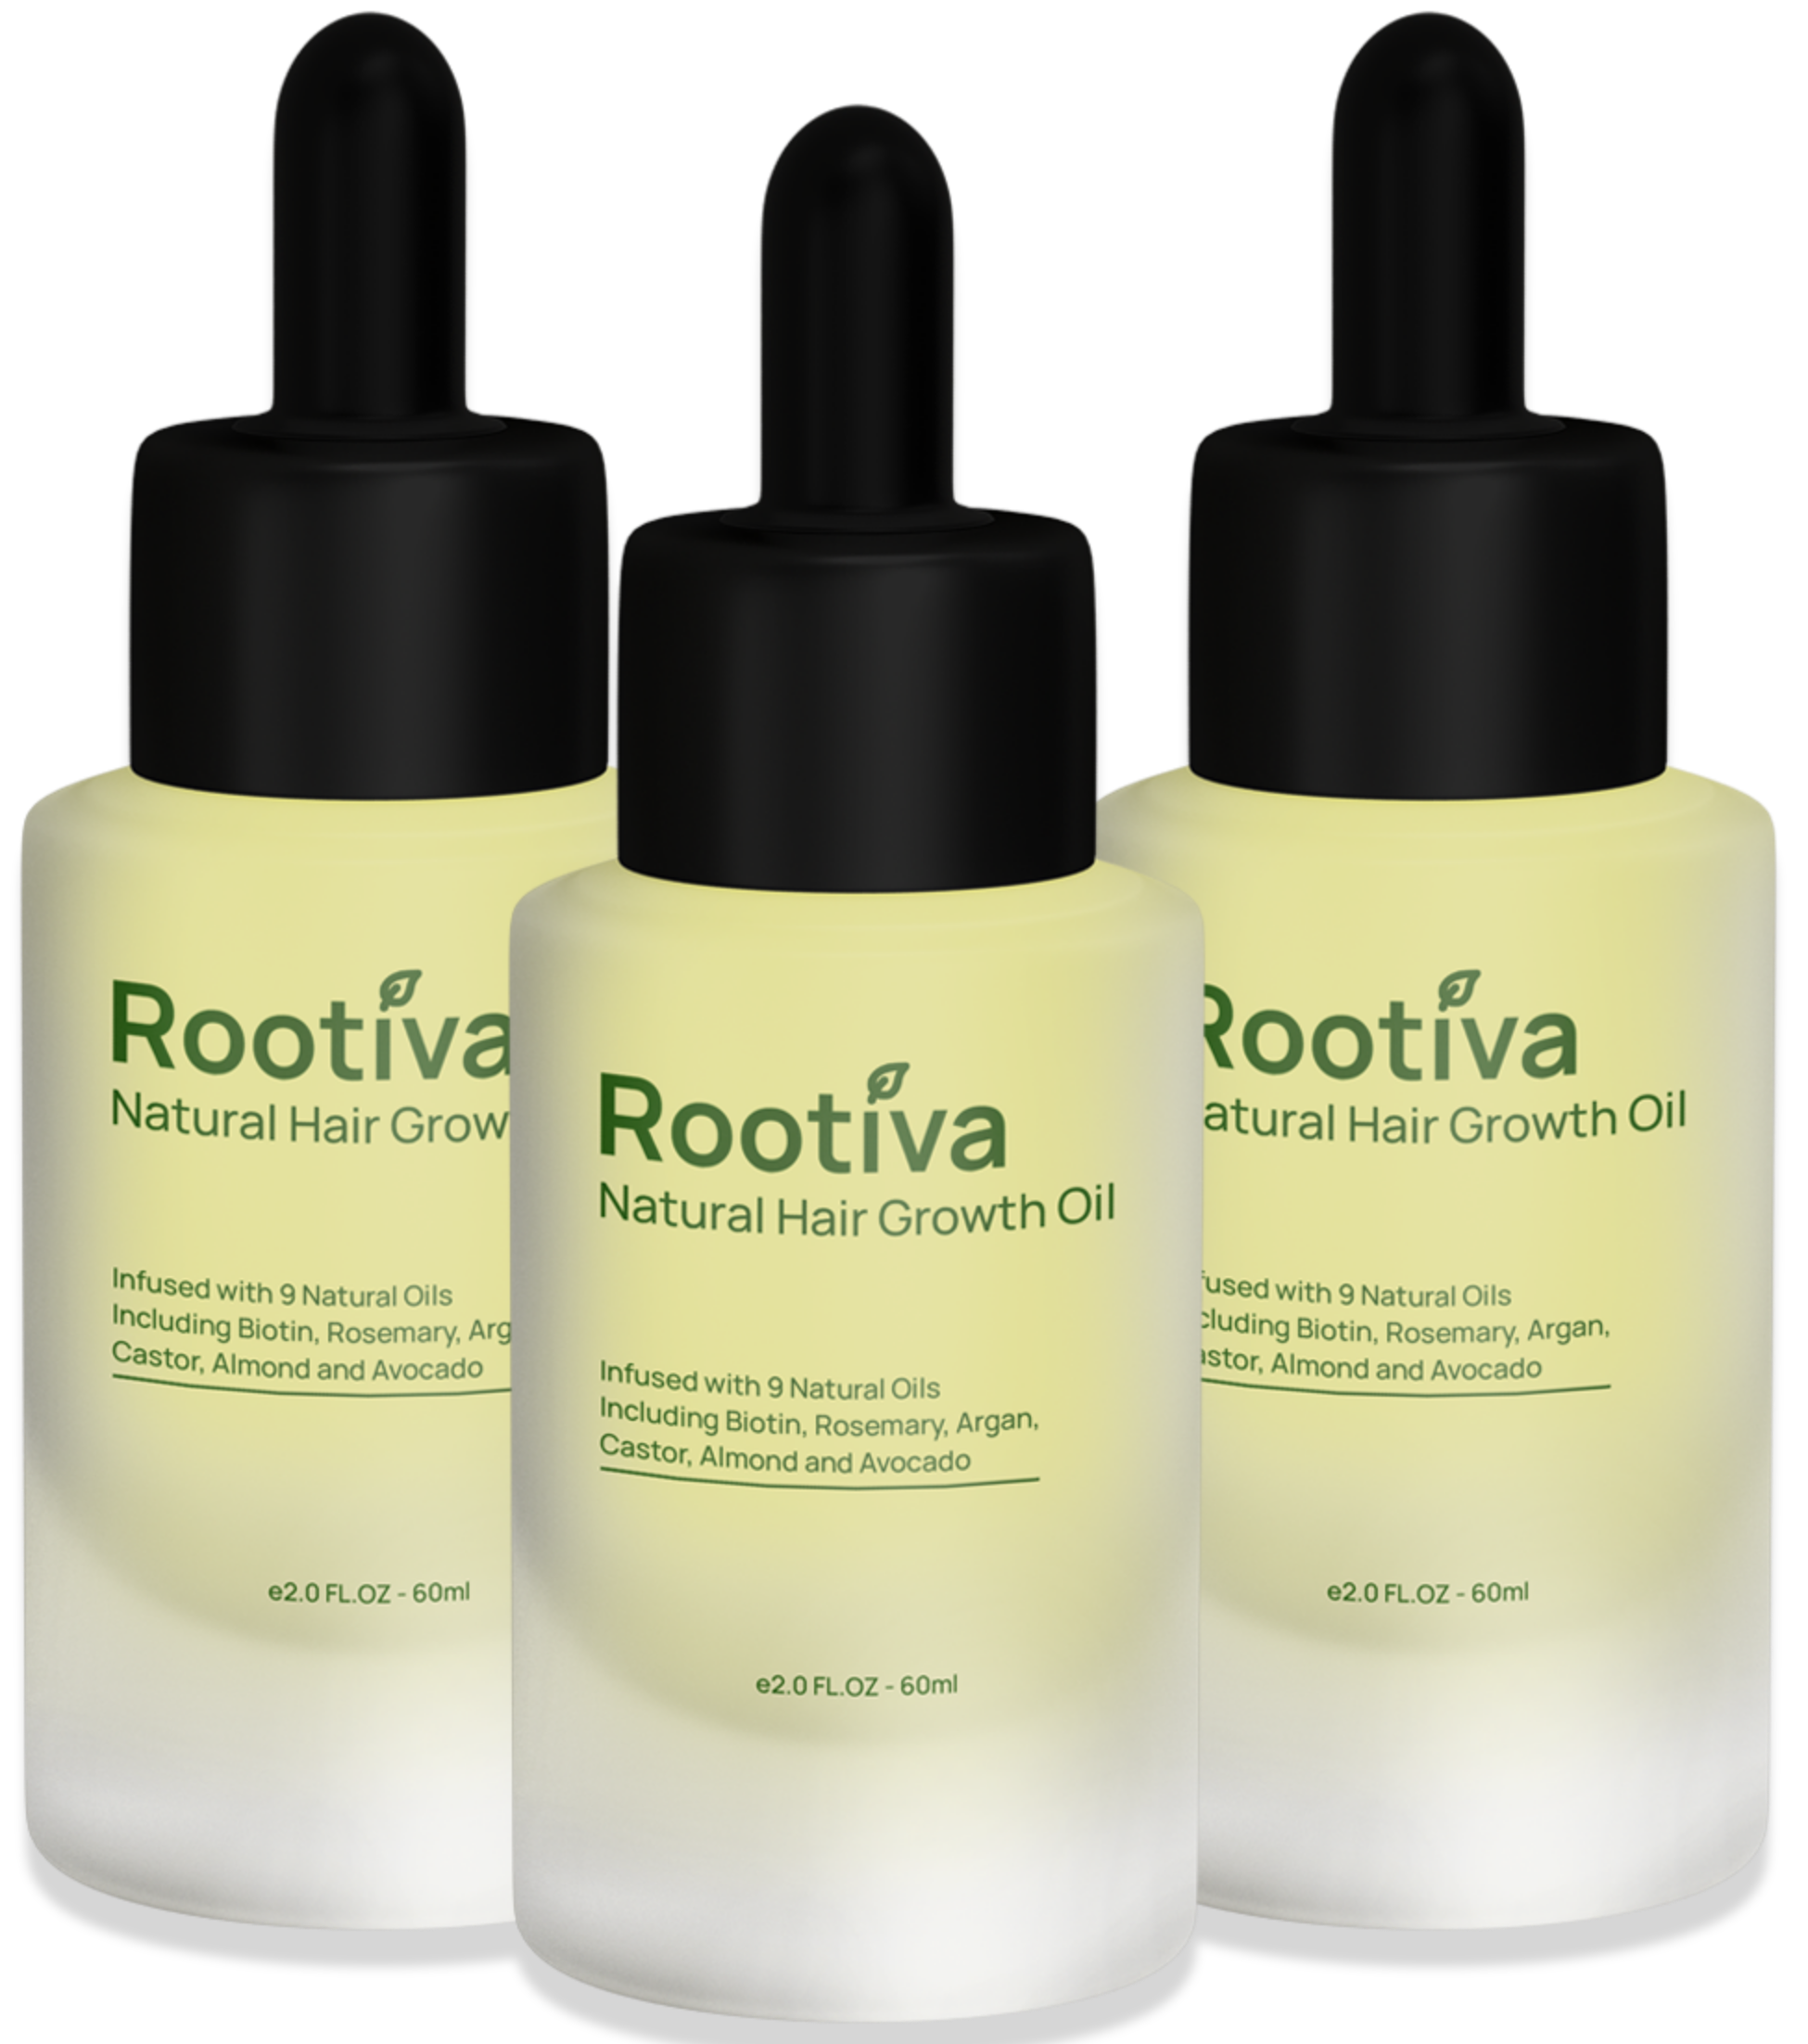 Rootiva
Natural Hair Grow
Infused with 9 Natural Oils
Including Biotin, Rosemary, Arg
Castor, Almond and Avocado
e2.0 FL.OZ - 60ml
Rootiva
Natural Hair Growth Oil
Infused with 9 Natural Oils
Including Biotin, Rosemary, Argan,
Castor, Almond and Avocado
e2.0 FL.OZ - 60ml
Rootiva
atural Hair Growth Oil
fused with 9 Natural Oils
cluding Biotin, Rosemary, Argan,
astor, Almond and Avocado
e2.0 FL.OZ - 60ml